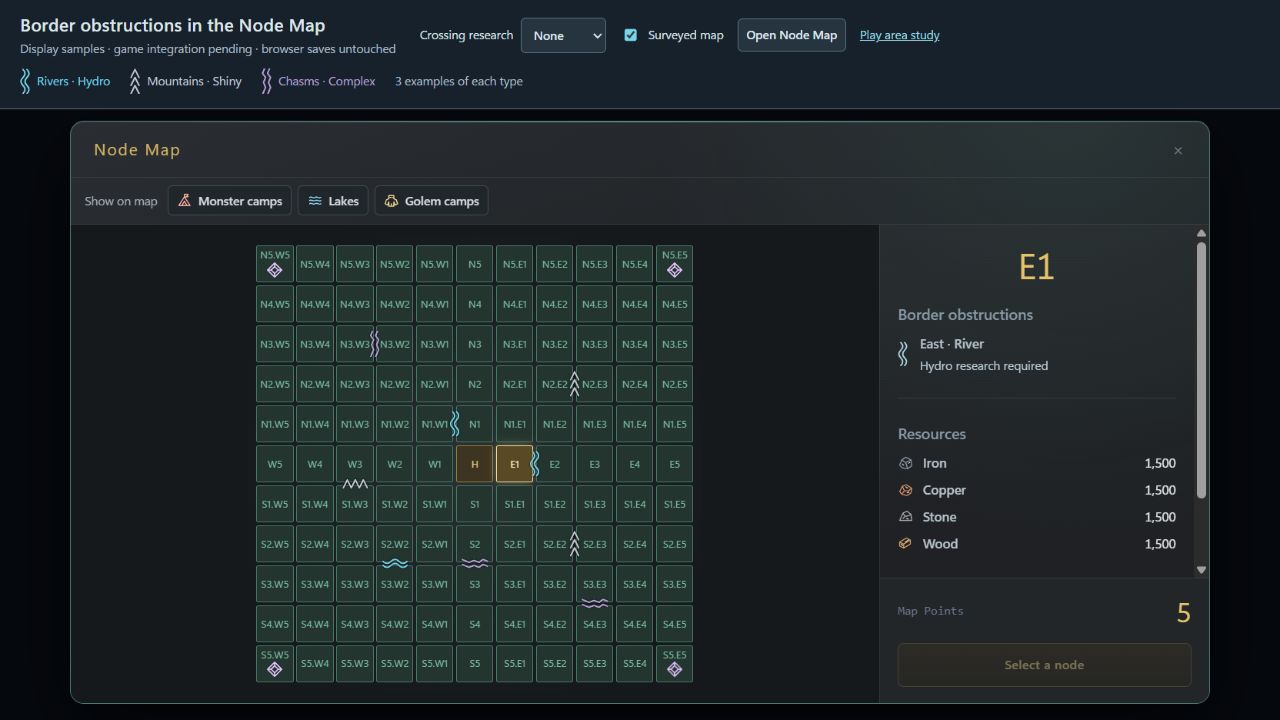 Border obstructions in the Node Map
Display samples · game integration pending · browser saves untouched
Crossing research None Surveyed map Open Node Map Play area study
Rivers · Hydro Mountains · Shiny Chasms · Complex 3 examples of each type
Node Map ×
Show on map Monster camps Lakes Golem camps
N5.W5 N5.W4 N5.W3 N5.W2 N5.W1 N5 N5.E1 N5.E2 N5.E3 N5.E4 N5.E5
N4.W5 N4.W4 N4.W3 N4.W2 N4.W1 N4 N4.E1 N4.E2 N4.E3 N4.E4 N4.E5
N3.W5 N3.W4 N3.W3 N3.W2 N3.W1 N3 N3.E1 N3.E2 N3.E3 N3.E4 N3.E5
N2.W5 N2.W4 N2.W3 N2.W2 N2.W1 N2 N2.E1 N2.E2 N2.E3 N2.E4 N2.E5
N1.W5 N1.W4 N1.W3 N1.W2 N1.W1 N1 N1.E1 N1.E2 N1.E3 N1.E4 N1.E5
W5 W4 W3 W2 W1 H E1 E2 E3 E4 E5
S1.W5 S1.W4 S1.W3 S1.W2 S1.W1 S1 S1.E1 S1.E2 S1.E3 S1.E4 S1.E5
S2.W5 S2.W4 S2.W3 S2.W2 S2.W1 S2 S2.E1 S2.E2 S2.E3 S2.E4 S2.E5
S3.W5 S3.W4 S3.W3 S3.W2 S3.W1 S3 S3.E1 S3.E2 S3.E3 S3.E4 S3.E5
S4.W5 S4.W4 S4.W3 S4.W2 S4.W1 S4 S4.E1 S4.E2 S4.E3 S4.E4 S4.E5
S5.W5 S5.W4 S5.W3 S5.W2 S5.W1 S5 S5.E1 S5.E2 S5.E3 S5.E4 S5.E5
E1
Border obstructions
East · River
Hydro research required
Resources
Iron 1,500
Copper 1,500
Stone 1,500
Wood 1,500
Map Points 5
Select a node